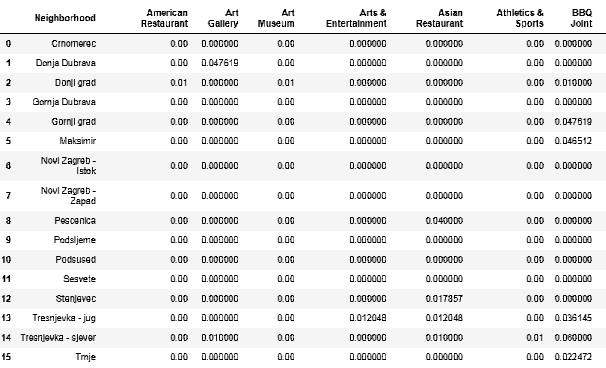 Neighborhood American Restaurant Art Gallery Art Museum Arts & Entertainment Asian Restaurant Athletics & Sports BBQ Joint
0 Crnomerec 0.00 0.000000 0.00 0.000000 0.000000 0.00 0.000000
1 Donja Dubrava 0.00 0.047619 0.00 0.000000 0.000000 0.00 0.000000
2 Donji grad 0.01 0.000000 0.01 0.000000 0.000000 0.00 0.010000
3 Gornja Dubrava 0.00 0.000000 0.00 0.000000 0.000000 0.00 0.000000
4 Gornji grad 0.00 0.000000 0.00 0.000000 0.000000 0.00 0.047619
5 Maksimir 0.00 0.000000 0.00 0.000000 0.000000 0.00 0.046512
6 Novi Zagreb - Istok 0.00 0.000000 0.00 0.000000 0.000000 0.00 0.000000
7 Novi Zagreb - Zapad 0.00 0.000000 0.00 0.000000 0.000000 0.00 0.000000
8 Pescenica 0.00 0.000000 0.00 0.000000 0.040000 0.00 0.000000
9 Podsljeme 0.00 0.000000 0.00 0.000000 0.000000 0.00 0.000000
10 Podsused 0.00 0.000000 0.00 0.000000 0.000000 0.00 0.000000
11 Sesvete 0.00 0.000000 0.00 0.000000 0.000000 0.00 0.000000
12 Stenjevec 0.00 0.000000 0.00 0.000000 0.017857 0.00 0.000000
13 Tresnjevka - jug 0.00 0.000000 0.00 0.012048 0.012048 0.00 0.036145
14 Tresnjevka - sjever 0.00 0.010000 0.00 0.000000 0.010000 0.01 0.060000
15 Trnje 0.00 0.000000 0.00 0.000000 0.000000 0.00 0.022472